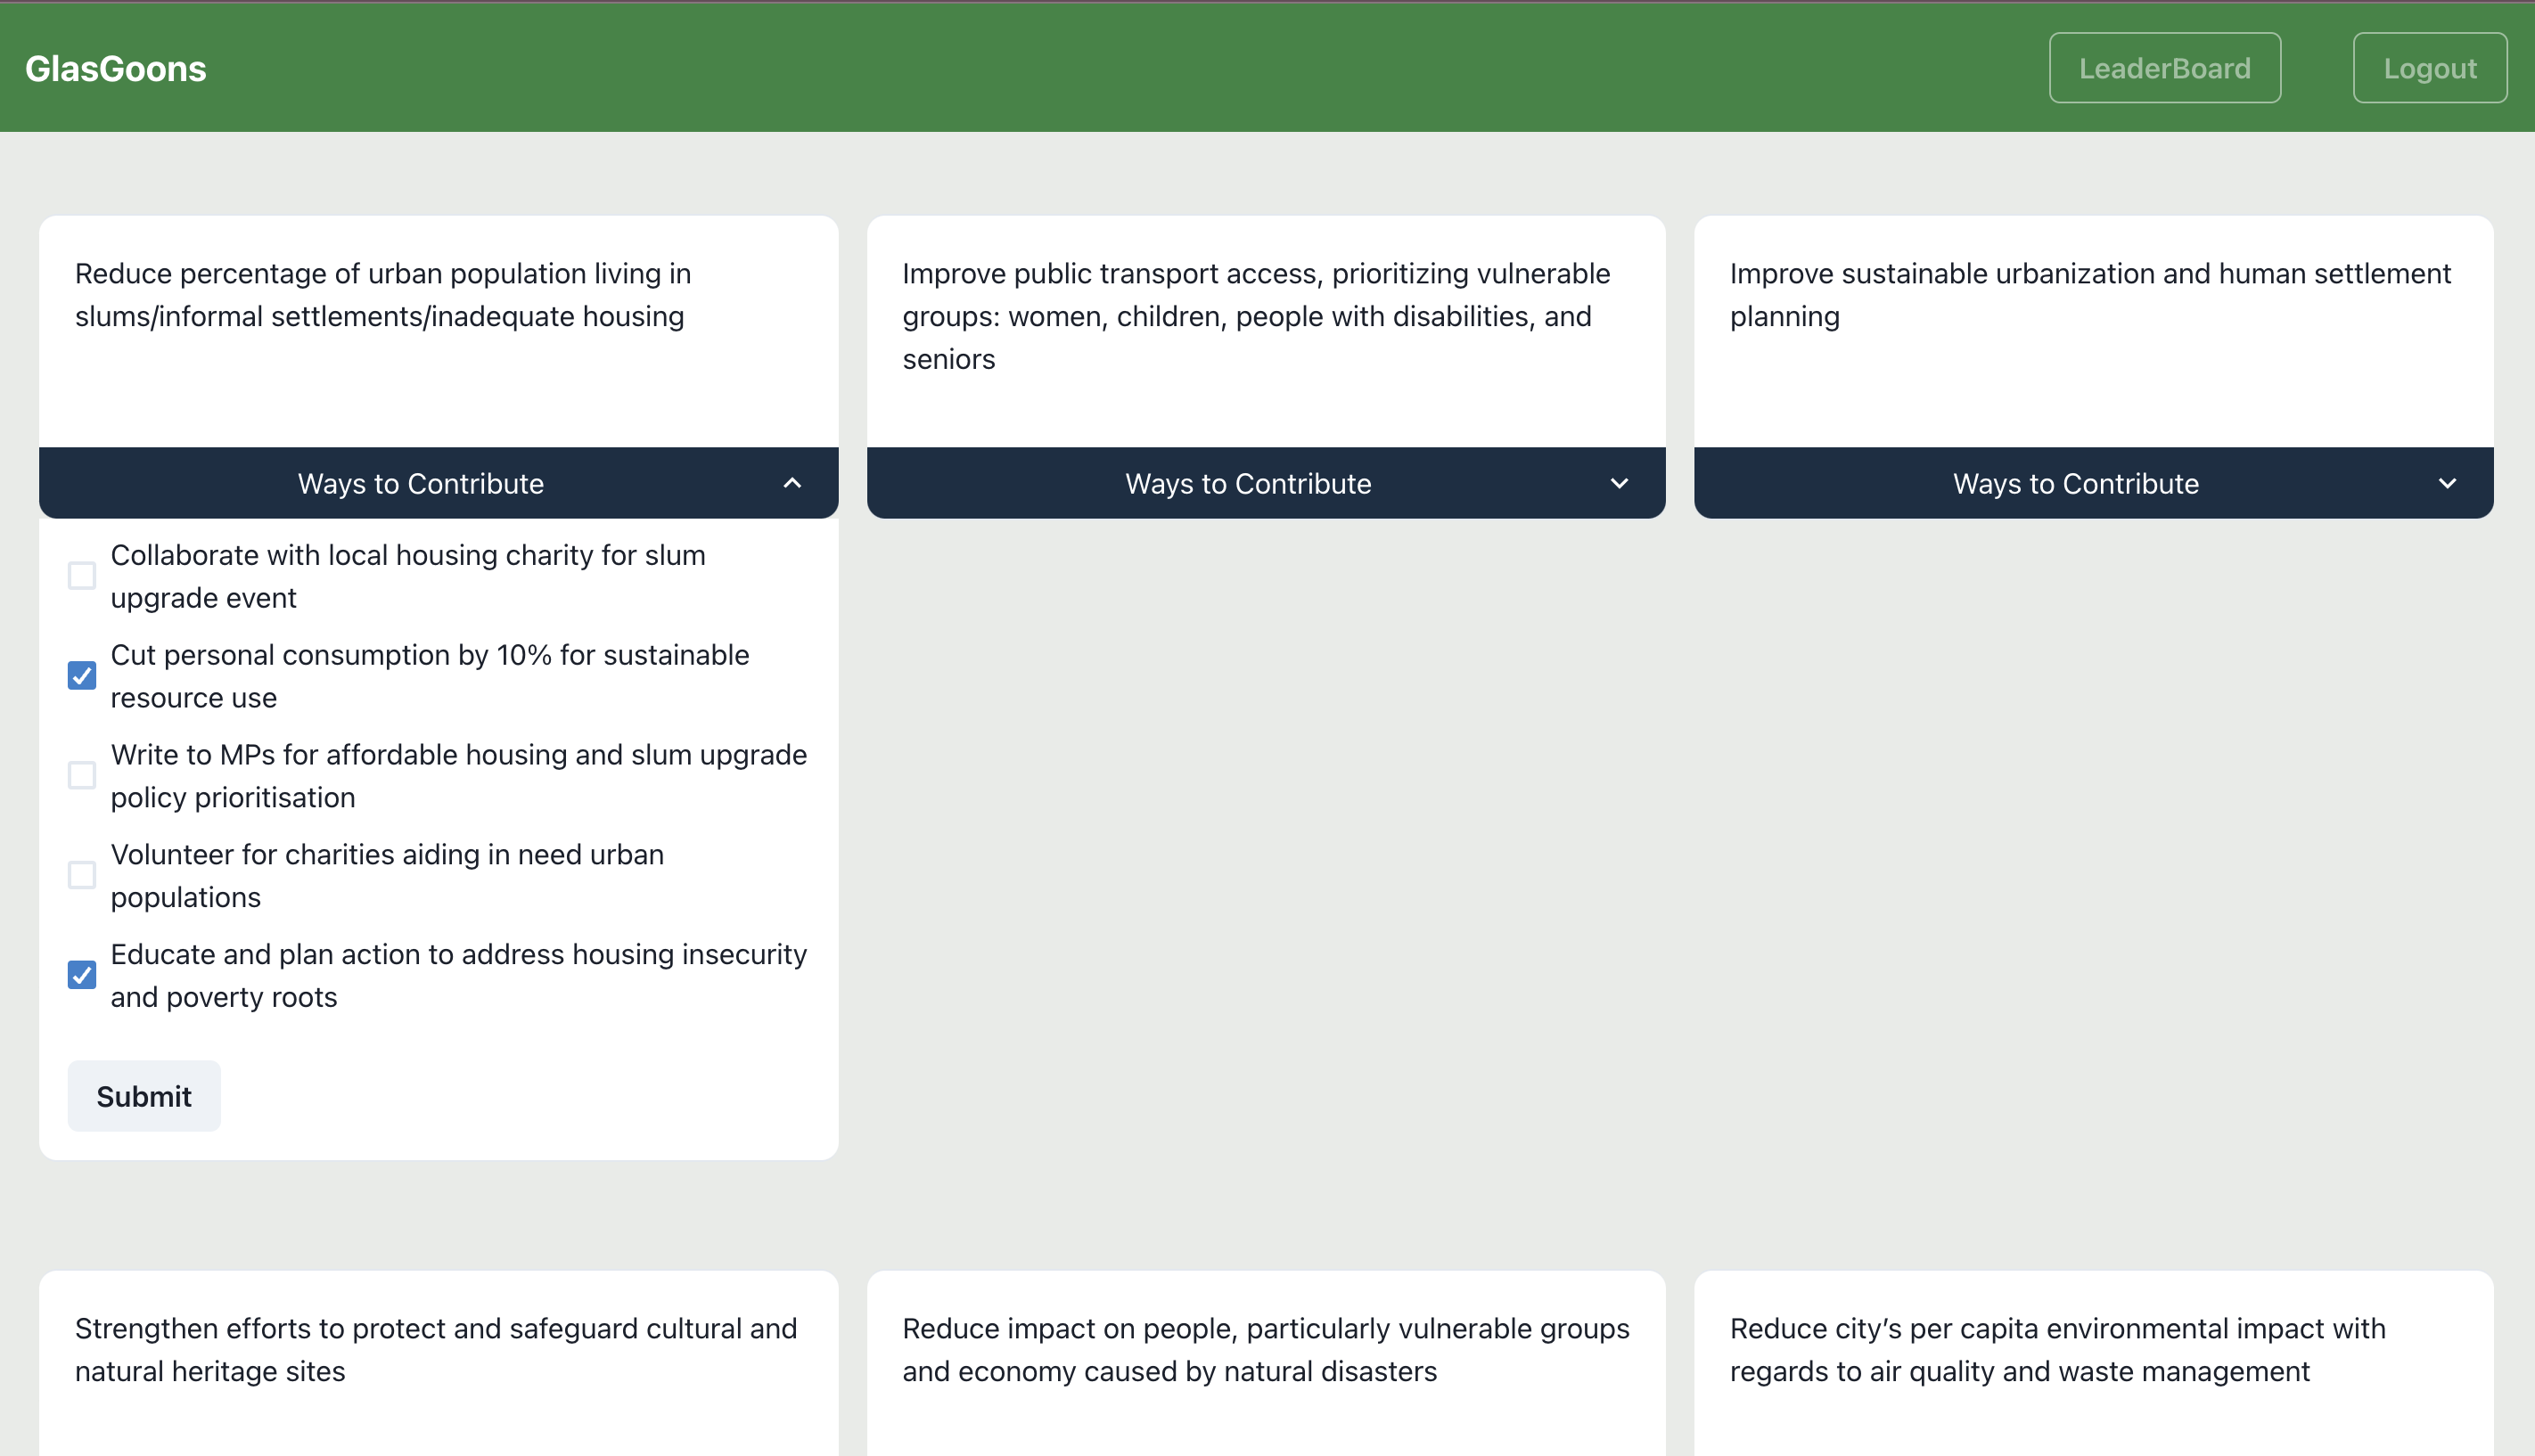 GlasGoons
LeaderBoard
Logout
Reduce percentage of urban population living in
slums/informal settlements/inadequate housing
Ways to Contribute
Collaborate with local housing charity for slum
upgrade event
Cut personal consumption by 10% for sustainable
resource use
Write to MPs for affordable housing and slum upgrade
policy prioritisation
Volunteer for charities aiding in need urban
populations
Educate and plan action to address housing insecurity
and poverty roots
Submit
Improve public transport access, prioritizing vulnerable
groups: women, children, people with disabilities, and
seniors
Ways to Contribute
Improve sustainable urbanization and human settlement
planning
Ways to Contribute
Strengthen efforts to protect and safeguard cultural and
natural heritage sites
Reduce impact on people, particularly vulnerable groups
and economy caused by natural disasters
Reduce city’s per capita environmental impact with
regards to air quality and waste management